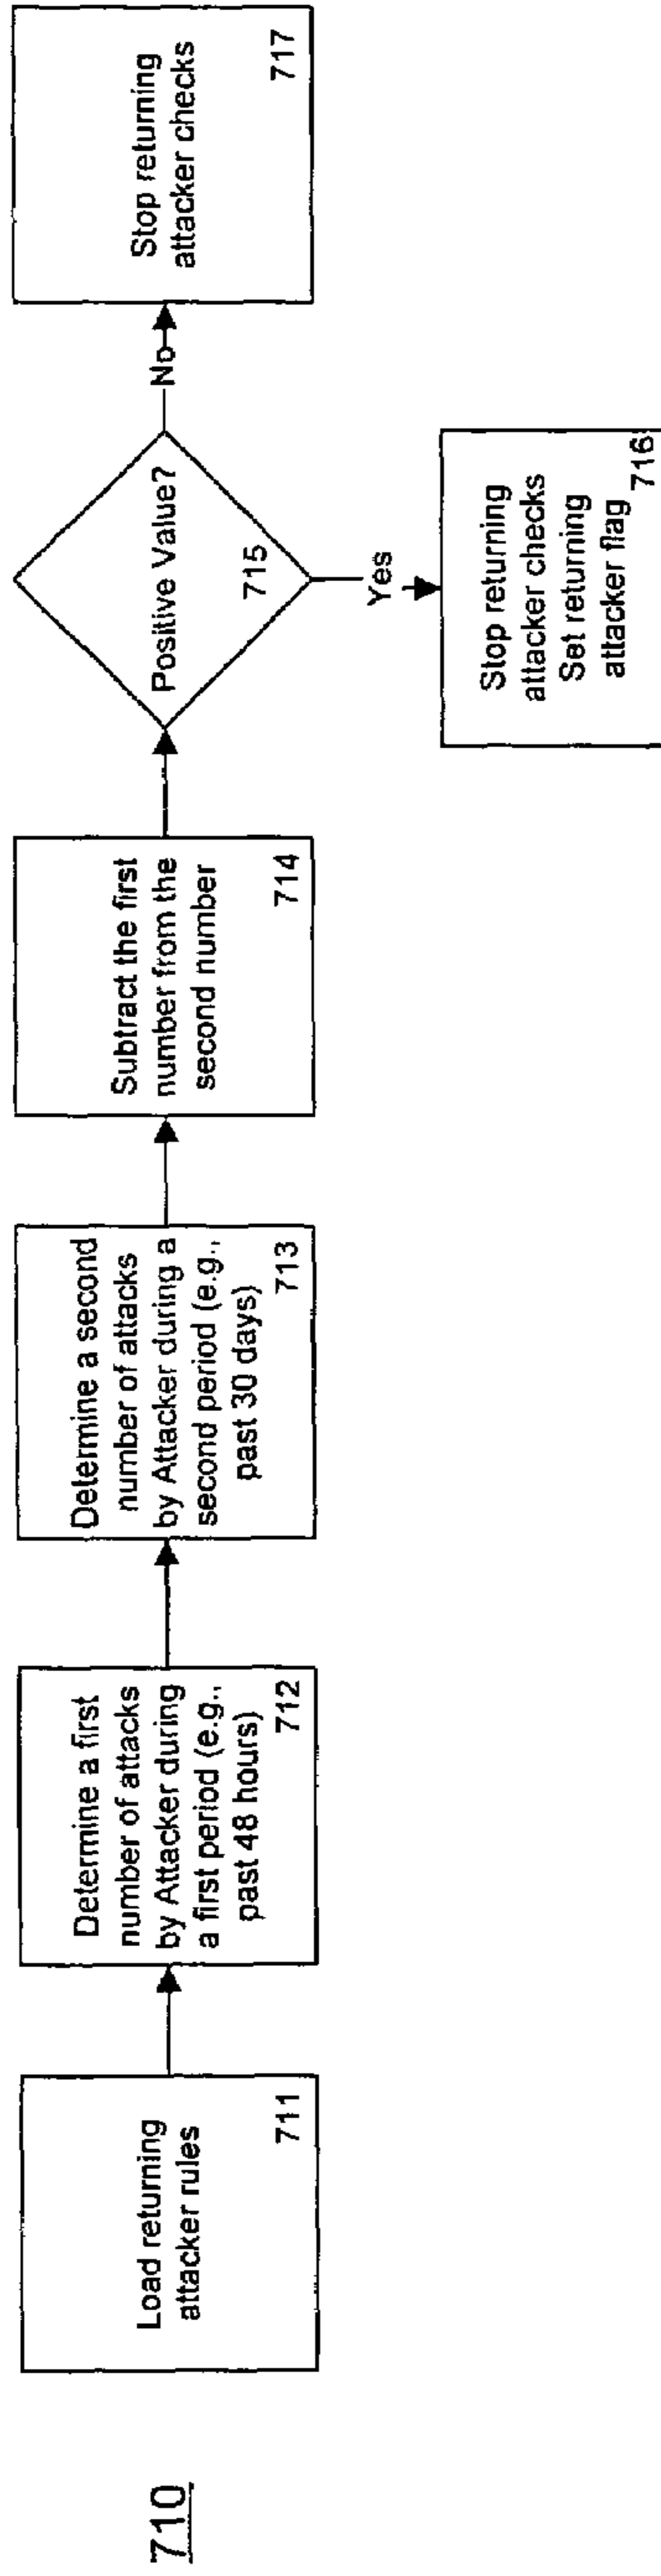 710
Load returning
attacker rules
711
Determine a first
number of attacks
by Attacker during
a first period (e.g.,
past 48 hours)
712
Determine a second
number of attacks
by Attacker during a
second period (e.g.,
past 30 days)
713
Subtract the first
number from the
second number
714
Positive Value?
715
No
Stop returning
attacker checks
717
Yes
Stop returning
attacker checks
Set returning
attacker flag
716